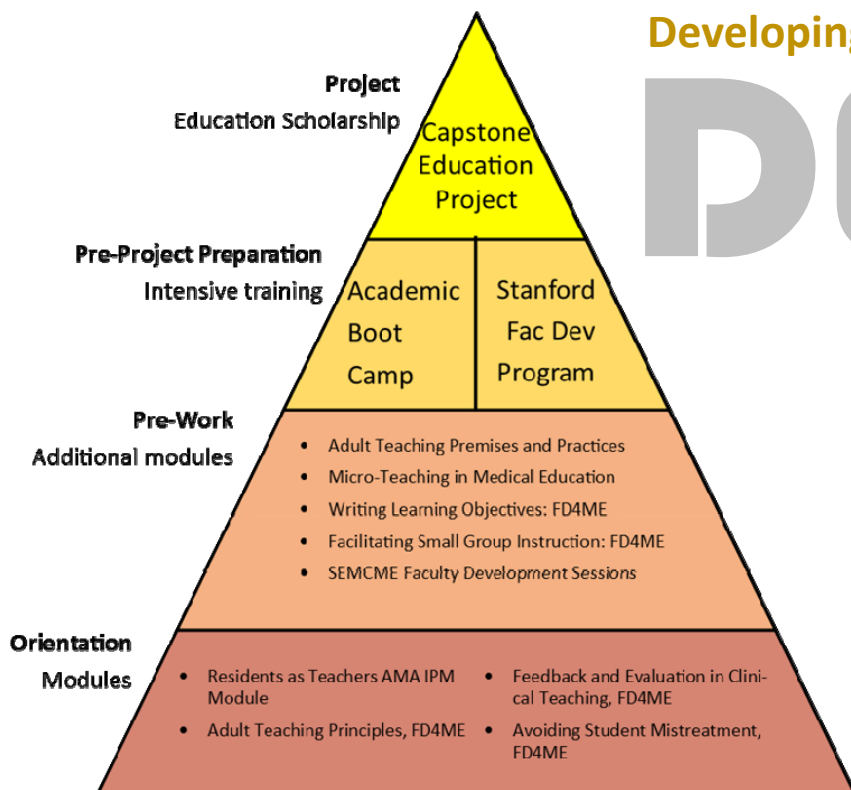 Developing
Project
Education Scholarship
Capstone
Education
Project
Pre-Project Preparation
Intensive training
Academic
Boot
Camp
Stanford
Fac Dev
Program
Pre-Work
Additional modules
• Adult Teaching Premises and Practices
• Micro-Teaching in Medical Education
• Writing Learning Objectives: FD4ME
• Facilitating Small Group Instruction: FD4ME
• SEMCME Faculty Development Sessions
Orientation
Modules
• Residents as Teachers AMA IPM
Module
• Adult Teaching Principles, FD4ME
• Feedback and Evaluation in Clini-
cal Teaching, FD4ME
• Avoiding Student Mistreatment,
FD4ME